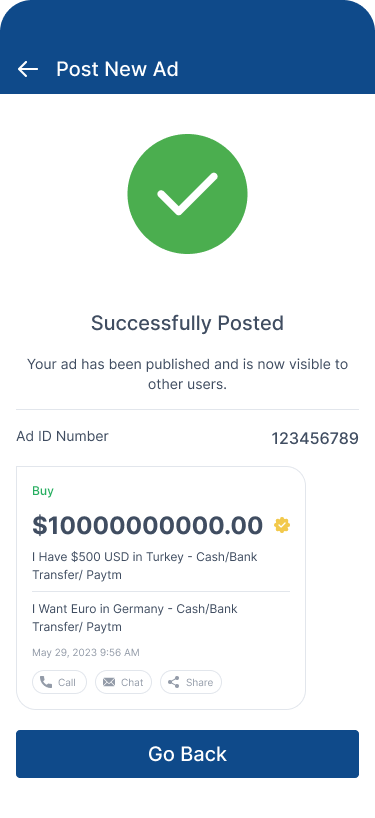 Post New Ad
Successfully Posted
Your ad has been published and is now visible to
other users.
Ad ID Number 123456789
Buy
$10000000000.00
I Have $500 USD in Turkey - Cash/Bank
Transfer/ Paytm
I Want Euro in Germany - Cash/Bank
Transfer/ Paytm
May 29, 2023 9:56 AM
Call Chat Share
Go Back